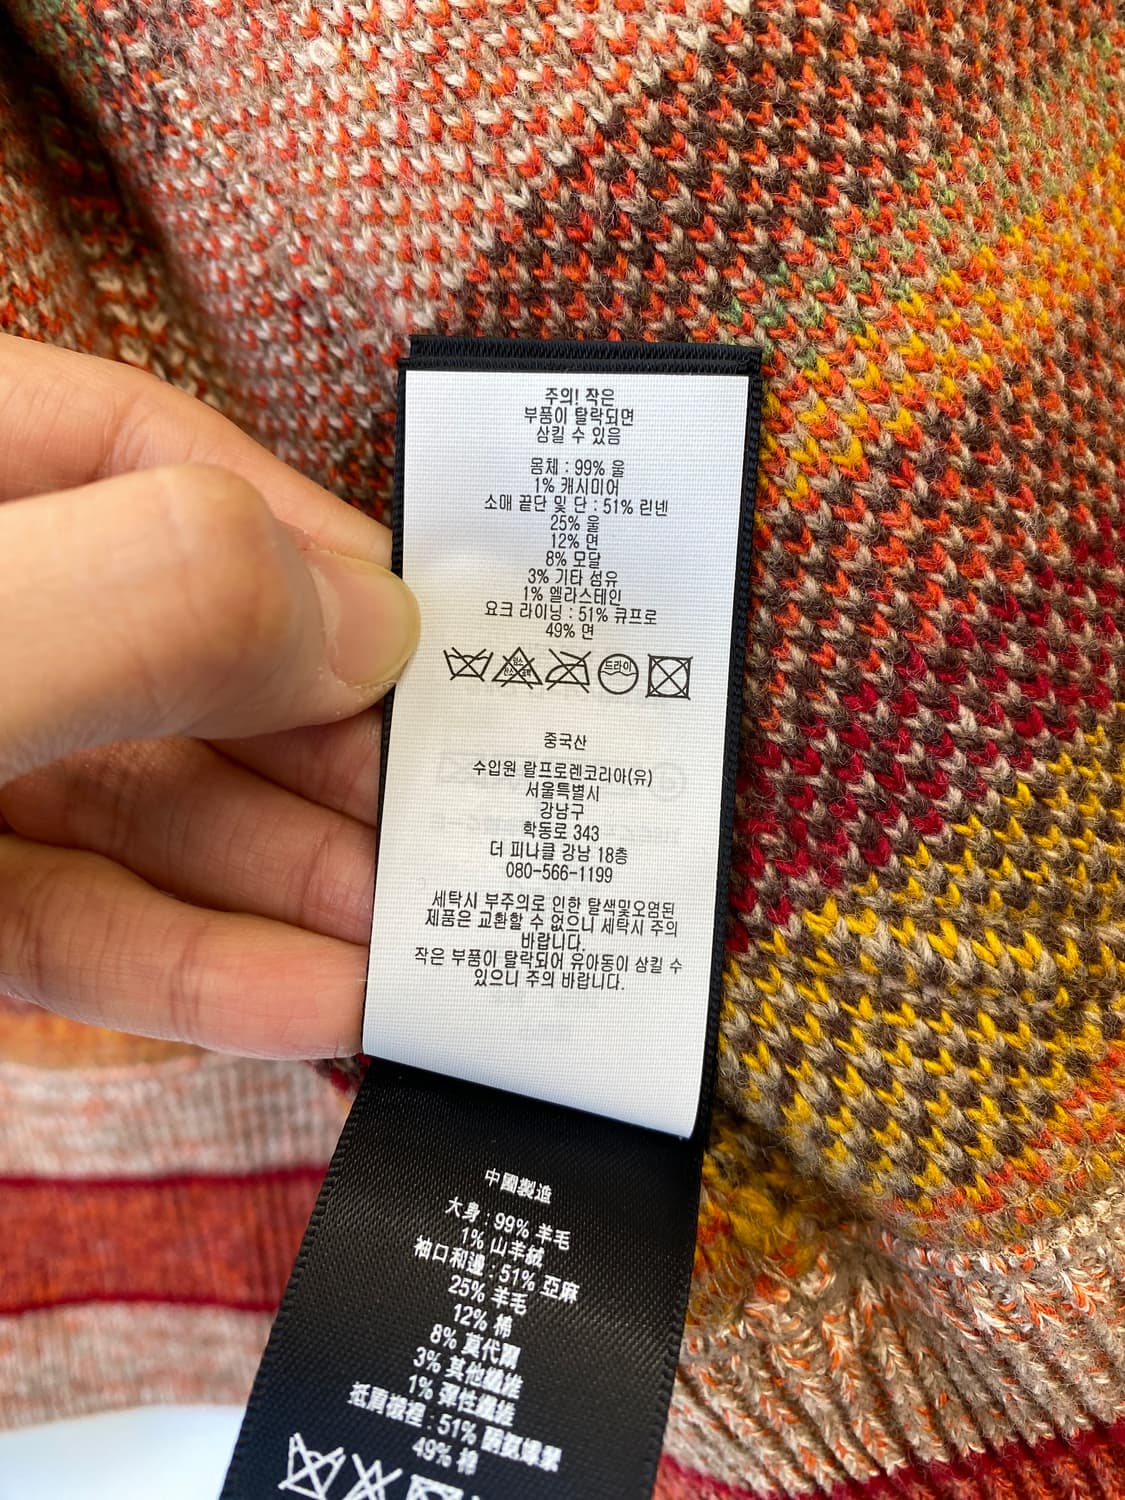 주의! 작은
부품이 탈락되면
삼킬 수 있음
몸체 : 99% 울
1% 캐시미어
소매 끝단 및 단 : 51% 린넨
25% 울
12% 면
8% 모달
3% 기타 섬유
1% 엘라스테인
요크 라이닝 : 51% 큐프로
49% 면
드라이
중국산
수입원 랄프로렌코리아(유)
서울특별시
강남구
학동로 343
더 피나클 강남 18층
080-566-1199
세탁시 부주의로 인한 탈색및오염된
제품은 교환할 수 없으니 세탁시 주의
바랍니다.
작은 부품이 탈락되어 유아동이 삼킬 수
있으니 주의 바랍니다.
中國製造
大身 : 99% 羊毛
1% 山羊絨
袖口和邊 : 51% 亞麻
25% 羊毛
12% 棉
8% 莫代爾
3% 其他纖維
1% 彈性纖維
51%
49% 棉